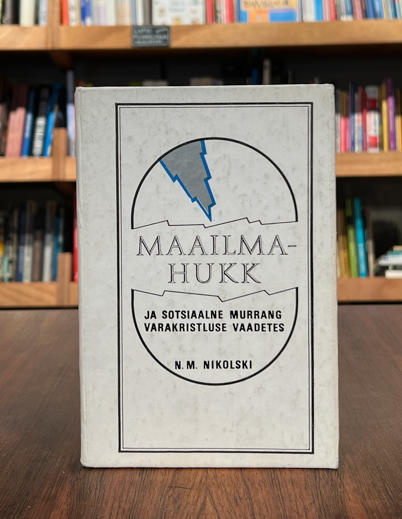 MAAILMA-
HUKK
JA SOTSIAALNE MURRANG
VARAKRISTLUSE VAADETES
N. M. NIKOLSKI